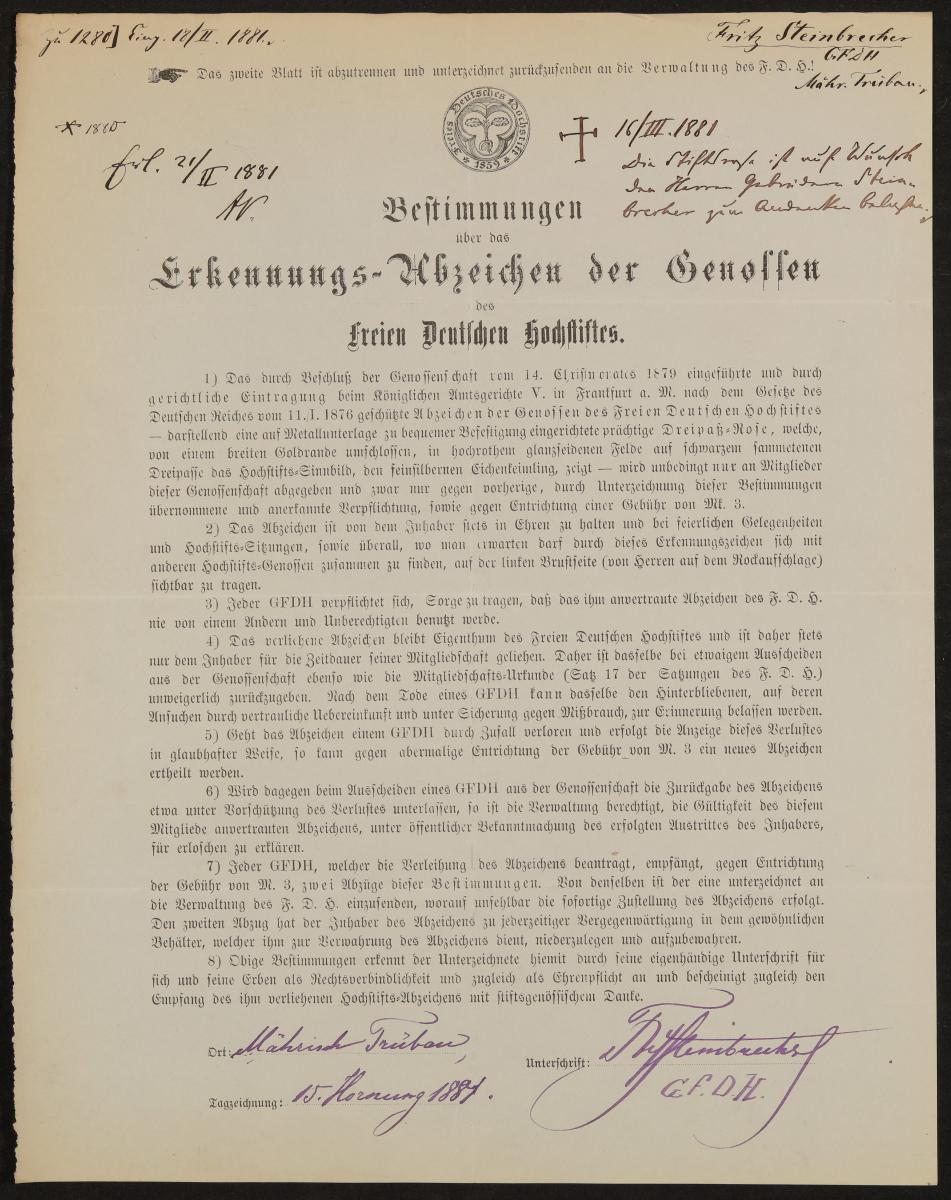 zu 1280] Eing. 18/II. 1881.
Fritz Steinbrecher
GFDH
Mähr. Trübau.
Das zweite Blatt ist abzutrennen und unterzeichnet zurückzusenden an die Verwaltung des F. D. H.!
Freies Deutsches Hochstift
* 1859 *
* 1860
Erl. 21/II 1881
16/III. 1881
Die Stiftsrose ist auf Wunsch
den Herren Gebrüdern Stein-
brecher zum Andenken
Bestimmungen
über das
Erkennungs-Abzeichen der Genossen
des
Freien Deutschen Hochstiftes.
1) Das durch Beschluß der Genossenschaft vom 14. Christmonates 1879 eingeführte und durch
gerichtliche Eintragung beim Königlichen Amtsgerichte V. in Frankfurt a. M. nach dem Gesetze des
Deutschen Reiches vom 11./I. 1876 geschützte Abzeichen der Genossen des Freien Deutschen Hochstiftes
— darstellend eine auf Metallunterlage zu bequemer Befestigung eingerichtete prächtige Dreipaß-Rose, welche,
von einem breiten Goldrande umschlossen, in hochrothem glanzseidenen Felde auf schwarzem sammetenen
Dreipasse das Hochstifts-Sinnbild, den feinsilbernen Eichenkeimling, zeigt — wird unbedingt nur an Mitglieder
dieser Genossenschaft abgegeben und zwar nur gegen vorherige, durch Unterzeichnung dieser Bestimmungen
übernommene und anerkannte Verpflichtung, sowie gegen Entrichtung einer Gebühr von Mk. 3.
2) Das Abzeichen ist von dem Inhaber stets in Ehren zu halten und bei feierlichen Gelegenheiten
und Hochstifts-Sitzungen, sowie überall, wo man erwarten darf durch dieses Erkennungszeichen sich mit
anderen Hochstifts-Genossen zusammen zu finden, auf der linken Brustseite (von Herren auf dem Rockaufschlage)
sichtbar zu tragen.
3) Jeder GFDH verpflichtet sich, Sorge zu tragen, daß das ihm anvertraute Abzeichen des F. D. H.
nie von einem Andern und Unberechtigten benutzt werde.
4) Das verliehene Abzeichen bleibt Eigenthum des Freien Deutschen Hochstiftes und ist daher stets
nur dem Inhaber für die Zeitdauer seiner Mitgliedschaft geliehen. Daher ist dasselbe bei etwaigem Ausscheiden
aus der Genossenschaft ebenso wie die Mitgliedschafts-Urkunde (Satz 17 der Satzungen des F. D. H.)
unweigerlich zurückzugeben. Nach dem Tode eines GFDH kann dasselbe den Hinterbliebenen, auf deren
Ansuchen durch vertrauliche Uebereinkunft und unter Sicherung gegen Mißbrauch, zur Erinnerung belassen werden.
5) Geht das Abzeichen einem GFDH durch Zufall verloren und erfolgt die Anzeige dieses Verlustes
in glaubhafter Weise, so kann gegen abermalige Entrichtung der Gebühr von M. 3 ein neues Abzeichen
ertheilt werden.
6) Wird dagegen beim Ausscheiden eines GFDH aus der Genossenschaft die Zurückgabe des Abzeichens
etwa unter Vorschützung des Verlustes unterlassen, so ist die Verwaltung berechtigt, die Gültigkeit des diesem
Mitgliede anvertrauten Abzeichens, unter öffentlicher Bekanntmachung des erfolgten Austrittes des Inhabers,
für erloschen zu erklären.
7) Jeder GFDH, welcher die Verleihung des Abzeichens beantragt, empfängt, gegen Entrichtung
der Gebühr von M. 3, zwei Abzüge dieser Bestimmungen. Von denselben ist der eine unterzeichnet an
die Verwaltung des F. D. H. einzusenden, worauf unfehlbar die sofortige Zustellung des Abzeichens erfolgt.
Den zweiten Abzug hat der Inhaber des Abzeichens zu jederzeitiger Vergegenwärtigung in dem gewöhnlichen
Behälter, welcher ihm zur Verwahrung des Abzeichens dient, niederzulegen und aufzubewahren.
8) Obige Bestimmungen erkennt der Unterzeichnete hiemit durch seine eigenhändige Unterschrift für
sich und seine Erben als Rechtsverbindlichkeit und zugleich als Ehrenpflicht an und bescheinigt zugleich den
Empfang des ihm verliehenen Hochstifts-Abzeichens mit stiftsgenössischem Danke.
Ort: Mährisch Trübau,
Unterschrift: Steinbrecher
G.F.D.H.
Tagzeichnung: 15. Hornung 1881.